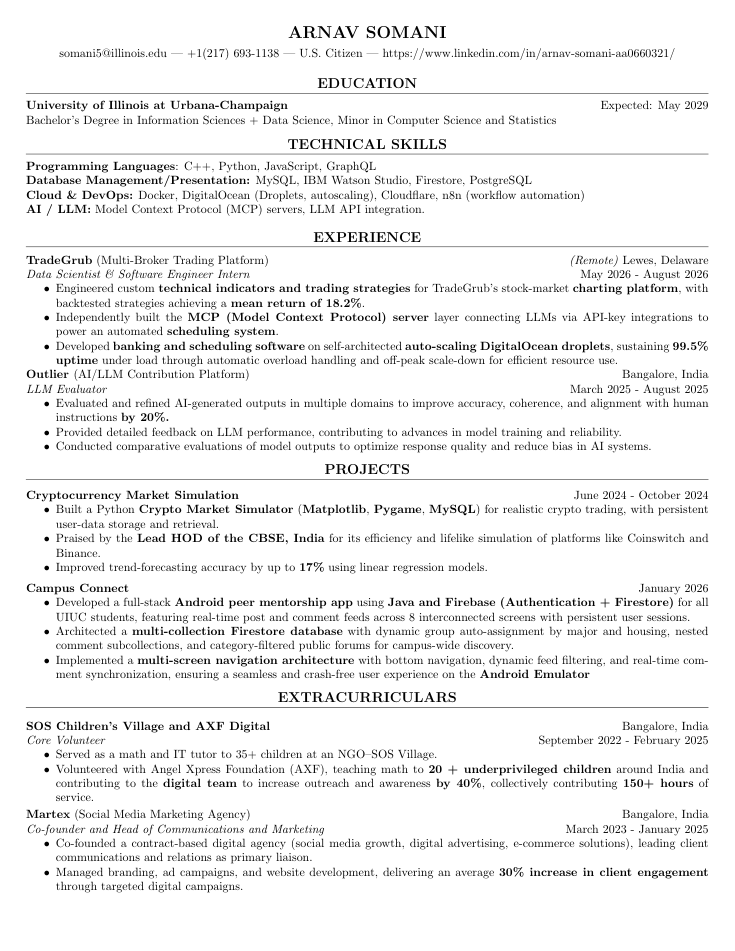 ARNAV SOMANI
somani5@illinois.edu — +1(217) 693-1138 — U.S. Citizen — https://www.linkedin.com/in/arnav-somani-aa0660321/
EDUCATION
University of Illinois at Urbana-Champaign Expected: May 2029
Bachelor's Degree in Information Sciences + Data Science, Minor in Computer Science and Statistics
TECHNICAL SKILLS
Programming Languages: C++, Python, JavaScript, GraphQL
Database Management/Presentation: MySQL, IBM Watson Studio, Firestore, PostgreSQL
Cloud & DevOps: Docker, DigitalOcean (Droplets, autoscaling), Cloudflare, n8n (workflow automation)
AI / LLM: Model Context Protocol (MCP) servers, LLM API integration.
EXPERIENCE
TradeGrub (Multi-Broker Trading Platform) (Remote) Lewes, Delaware
Data Scientist & Software Engineer Intern May 2026 - August 2026
• Engineered custom technical indicators and trading strategies for TradeGrub's stock-market charting platform, with
backtested strategies achieving a mean return of 18.2%.
• Independently built the MCP (Model Context Protocol) server layer connecting LLMs via API-key integrations to
power an automated scheduling system.
• Developed banking and scheduling software on self-architected auto-scaling DigitalOcean droplets, sustaining 99.5%
uptime under load through automatic overload handling and off-peak scale-down for efficient resource use.
Outlier (AI/LLM Contribution Platform) Bangalore, India
LLM Evaluator March 2025 - August 2025
• Evaluated and refined AI-generated outputs in multiple domains to improve accuracy, coherence, and alignment with human
instructions by 20%.
• Provided detailed feedback on LLM performance, contributing to advances in model training and reliability.
• Conducted comparative evaluations of model outputs to optimize response quality and reduce bias in AI systems.
PROJECTS
Cryptocurrency Market Simulation June 2024 - October 2024
• Built a Python Crypto Market Simulator (Matplotlib, Pygame, MySQL) for realistic crypto trading, with persistent
user-data storage and retrieval.
• Praised by the Lead HOD of the CBSE, India for its efficiency and lifelike simulation of platforms like Coinswitch and
Binance.
• Improved trend-forecasting accuracy by up to 17% using linear regression models.
Campus Connect January 2026
• Developed a full-stack Android peer mentorship app using Java and Firebase (Authentication + Firestore) for all
UIUC students, featuring real-time post and comment feeds across 8 interconnected screens with persistent user sessions.
• Architected a multi-collection Firestore database with dynamic group auto-assignment by major and housing, nested
comment subcollections, and category-filtered public forums for campus-wide discovery.
• Implemented a multi-screen navigation architecture with bottom navigation, dynamic feed filtering, and real-time com-
ment synchronization, ensuring a seamless and crash-free user experience on the Android Emulator
EXTRACURRICULARS
SOS Children's Village and AXF Digital Bangalore, India
Core Volunteer September 2022 - February 2025
• Served as a math and IT tutor to 35+ children at an NGO–SOS Village.
• Volunteered with Angel Xpress Foundation (AXF), teaching math to 20 + underprivileged children around India and
contributing to the digital team to increase outreach and awareness by 40%, collectively contributing 150+ hours of
service.
Martex (Social Media Marketing Agency) Bangalore, India
Co-founder and Head of Communications and Marketing March 2023 - January 2025
• Co-founded a contract-based digital agency (social media growth, digital advertising, e-commerce solutions), leading client
communications and relations as primary liaison.
• Managed branding, ad campaigns, and website development, delivering an average 30% increase in client engagement
through targeted digital campaigns.